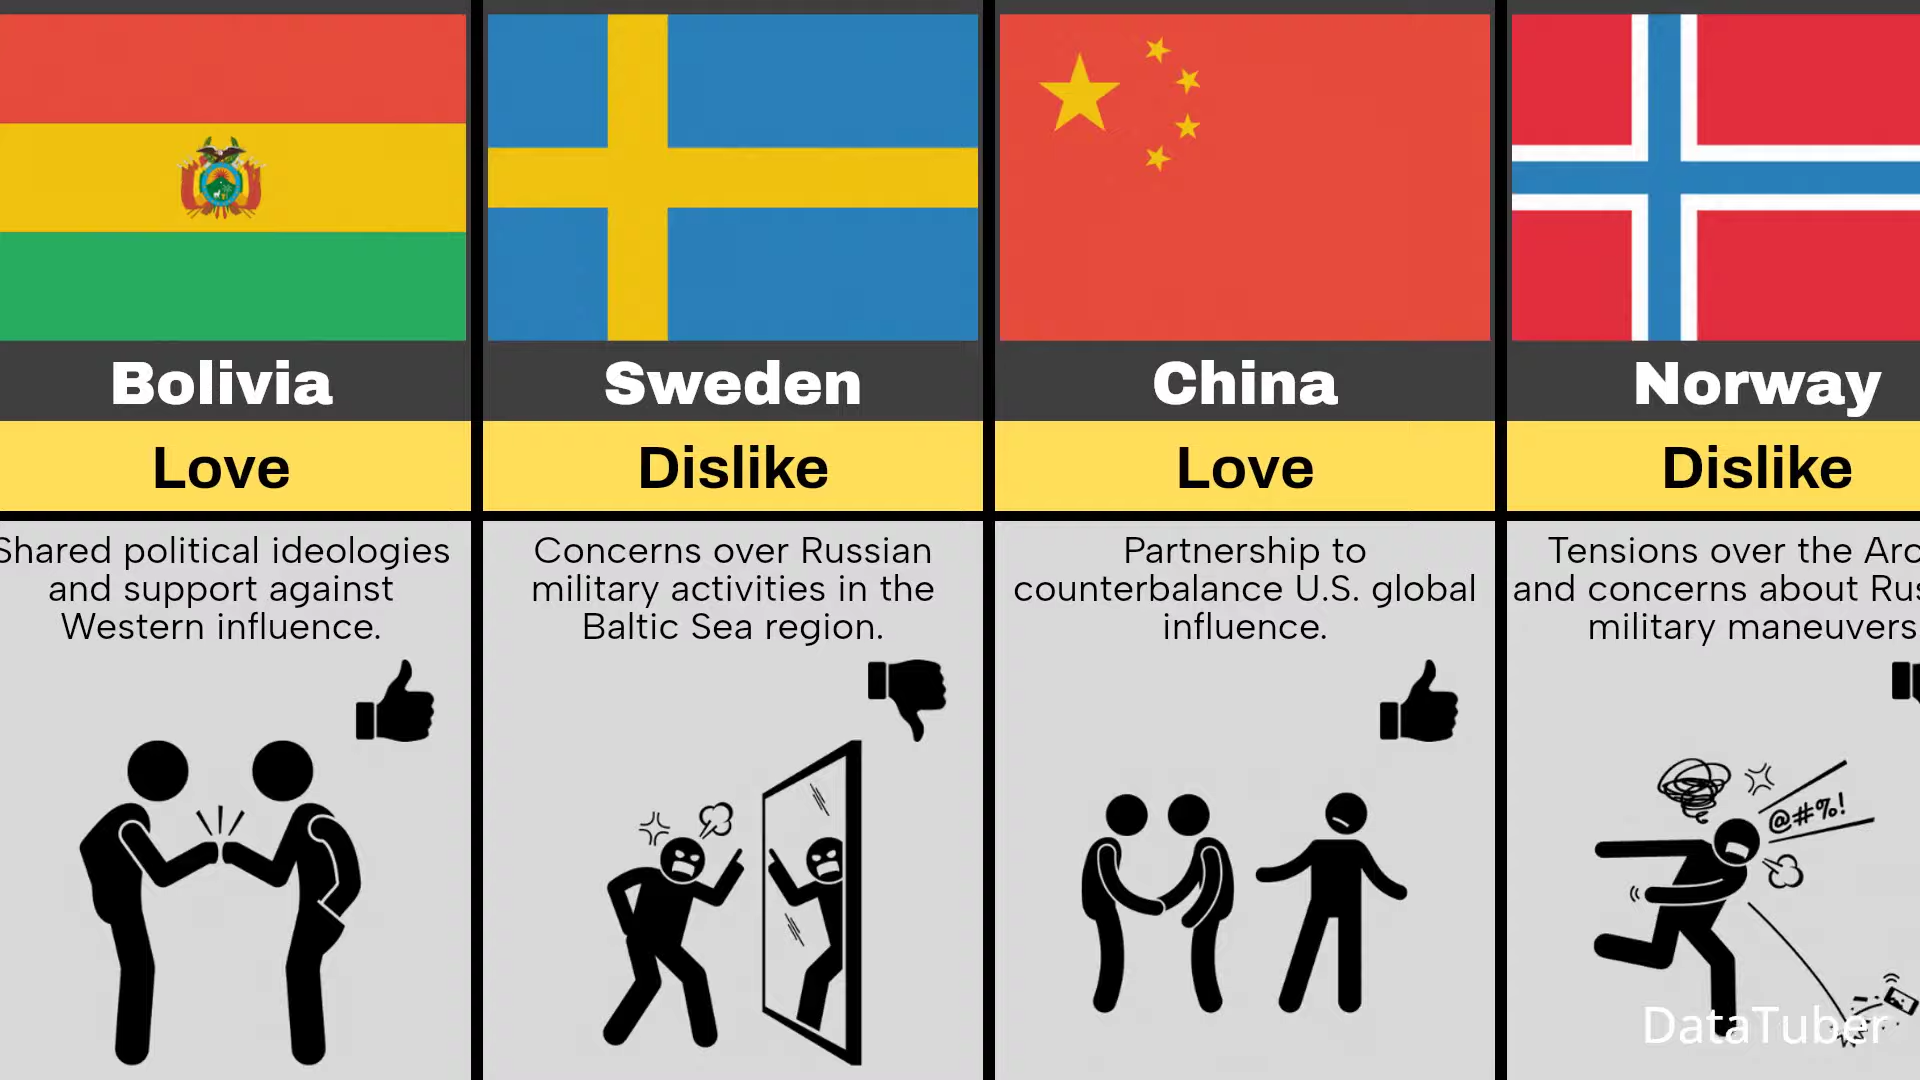 Bolivia
Love
Shared political ideologies
and support against
Western influence.
Sweden
Dislike
Concerns over Russian
military activities in the
Baltic Sea region.
China
Love
Partnership to
counterbalance U.S. global
influence.
Norway
Dislike
Tensions over the
and concerns about
military maneuvers
@#%!
DataTuber